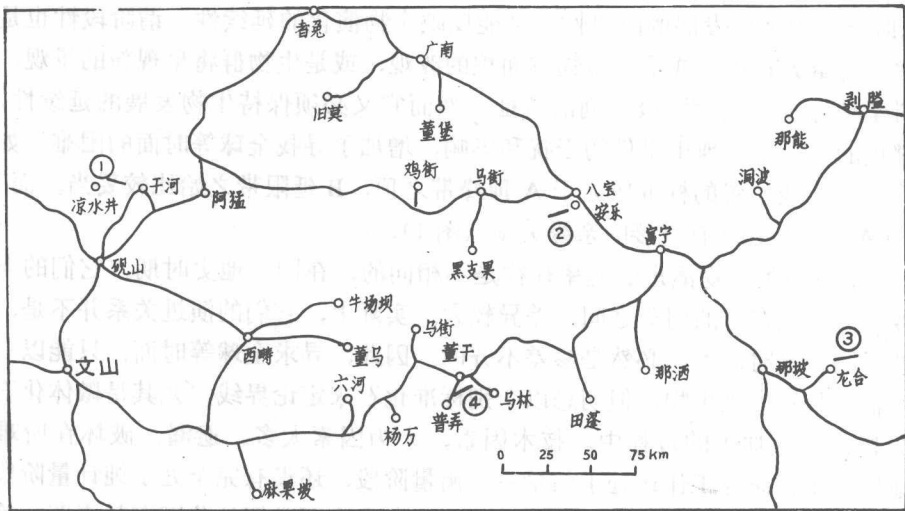 者兔
广南
旧莫
董堡
剥隘
那能
①
凉水井
干河
阿猛
鸡街
马街
八宝
安乐
②
洞波
砚山
黑支果
富宁
牛场坝
西畴
董马
马街
董干
③
文山
六河
④
马林
普弄
杨万
那洒
那坡
龙合
田蓬
麻果坡
0 25 50 75 km